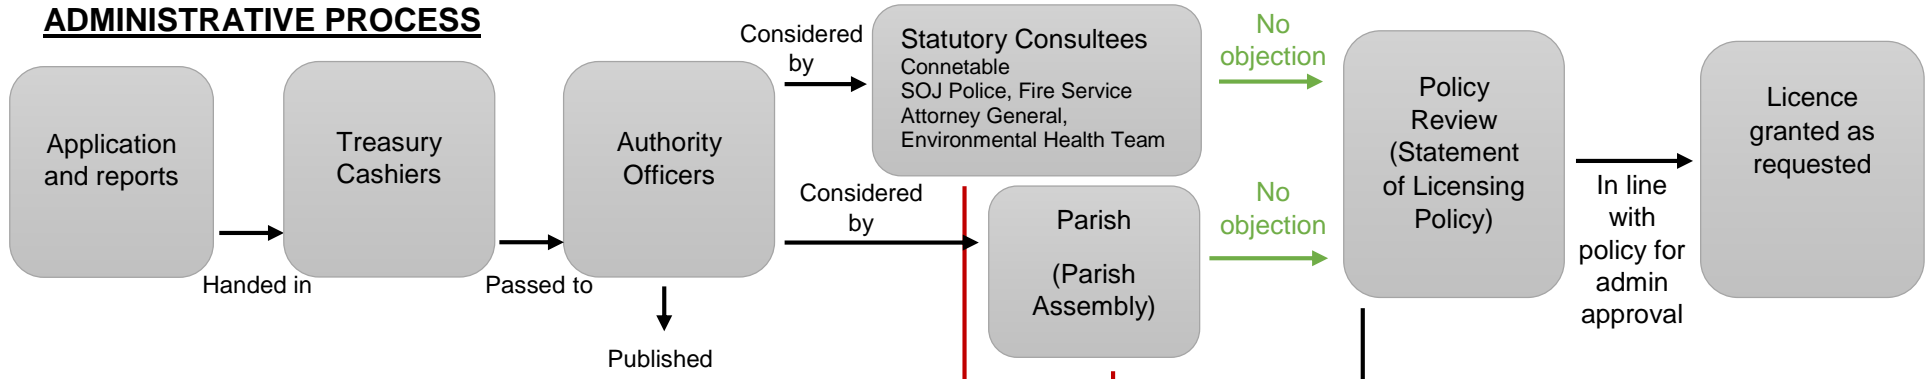 ADMINISTRATIVE PROCESS
Application
and reports
Handed in
Treasury
Cashiers
Passed to
Authority
Officers
Published
Considered
by
Statutory Consultees
Connetable
SOJ Police, Fire Service
Attorney General,
Environmental Health Team
No
objection
Considered
by
Parish
(Parish
Assembly)
No
objection
Policy
Review
(Statement
of Licensing
Policy)
In line
with
policy for
admin
approval
Licence
granted as
requested